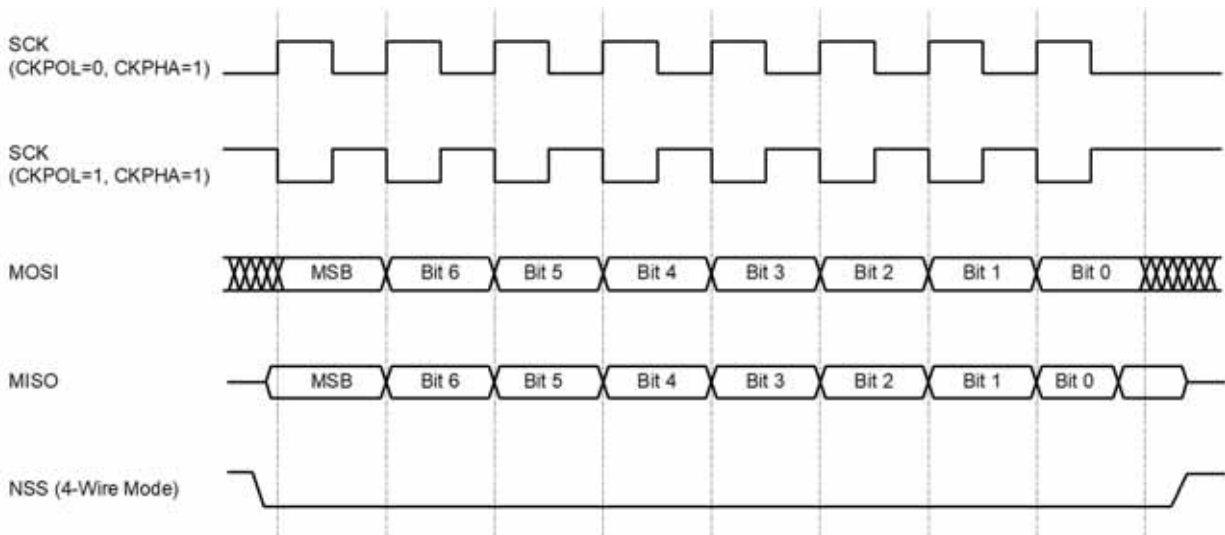 SCK
(CKPOL=0, CKPHA=1)
SCK
(CKPOL=1, CKPHA=1)
MOSI
MSB
Bit 6
Bit 5
Bit 4
Bit 3
Bit 2
Bit 1
Bit 0
MISO
MSB
Bit 6
Bit 5
Bit 4
Bit 3
Bit 2
Bit 1
Bit 0
NSS (4-Wire Mode)